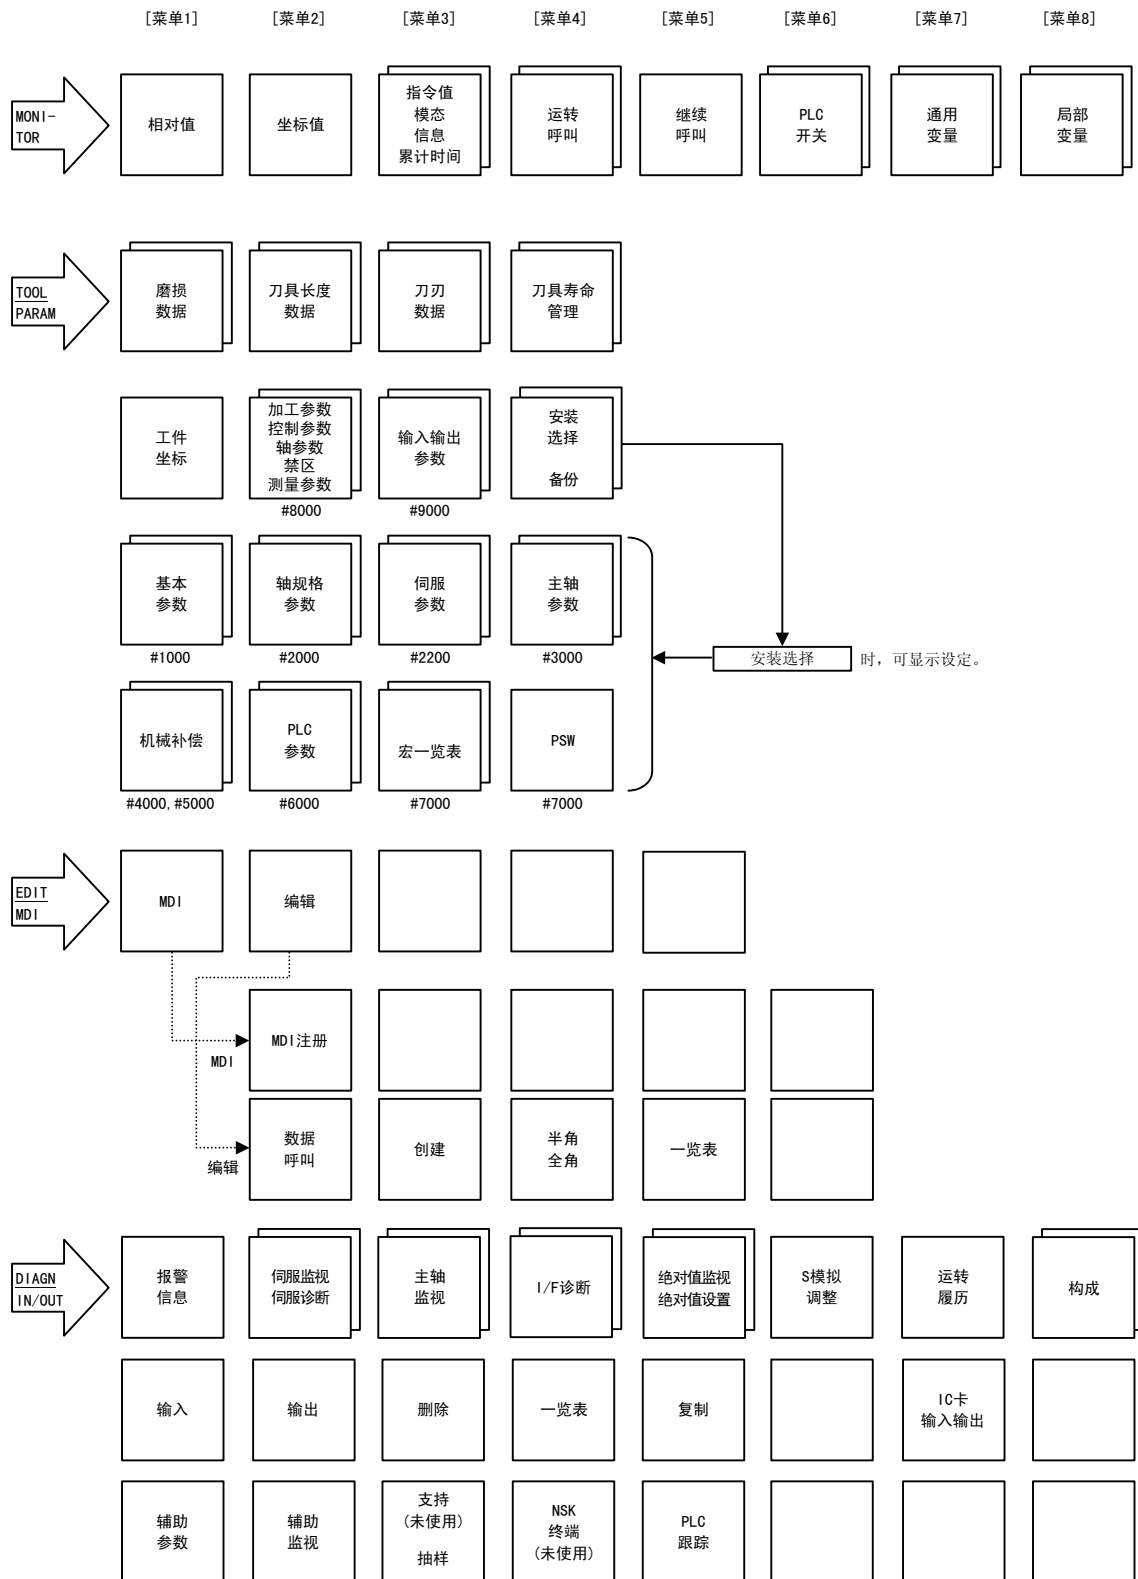 [菜单1] [菜单2] [菜单3] [菜单4] [菜单5] [菜单6] [菜单7] [菜单8]
MONI-
TOR
相对值
坐标值
指令值
模态
信息
累计时间
运转
呼叫
继续
呼叫
PLC
开关
通用
变量
局部
变量
TOOL
PARAM
磨损
数据
刀具长度
数据
刀刃
数据
刀具寿命
管理
工件
坐标
加工参数
控制参数
轴参数
禁区
测量参数
#8000
输入输出
参数
#9000
安装
选择
备份
基本
参数
#1000
轴规格
参数
#2000
伺服
参数
#2200
主轴
参数
#3000
安装选择 时，可显示设定。
机械补偿
#4000,#5000
PLC
参数
#6000
宏一览表
#7000
PSW
#7000
EDIT
MDI
MDI
编辑
MDI
MDI注册
编辑
数据
呼叫
创建
半角
全角
一览表
DIAGN
IN/OUT
报警
信息
伺服监视
伺服诊断
主轴
监视
I/F诊断
绝对值监视
绝对值设置
S模拟
调整
运转
履历
构成
输入
输出
删除
一览表
复制
IC卡
输入输出
辅助
参数
辅助
监视
支持
(未使用)
抽样
NSK
终端
(未使用)
PLC
跟踪